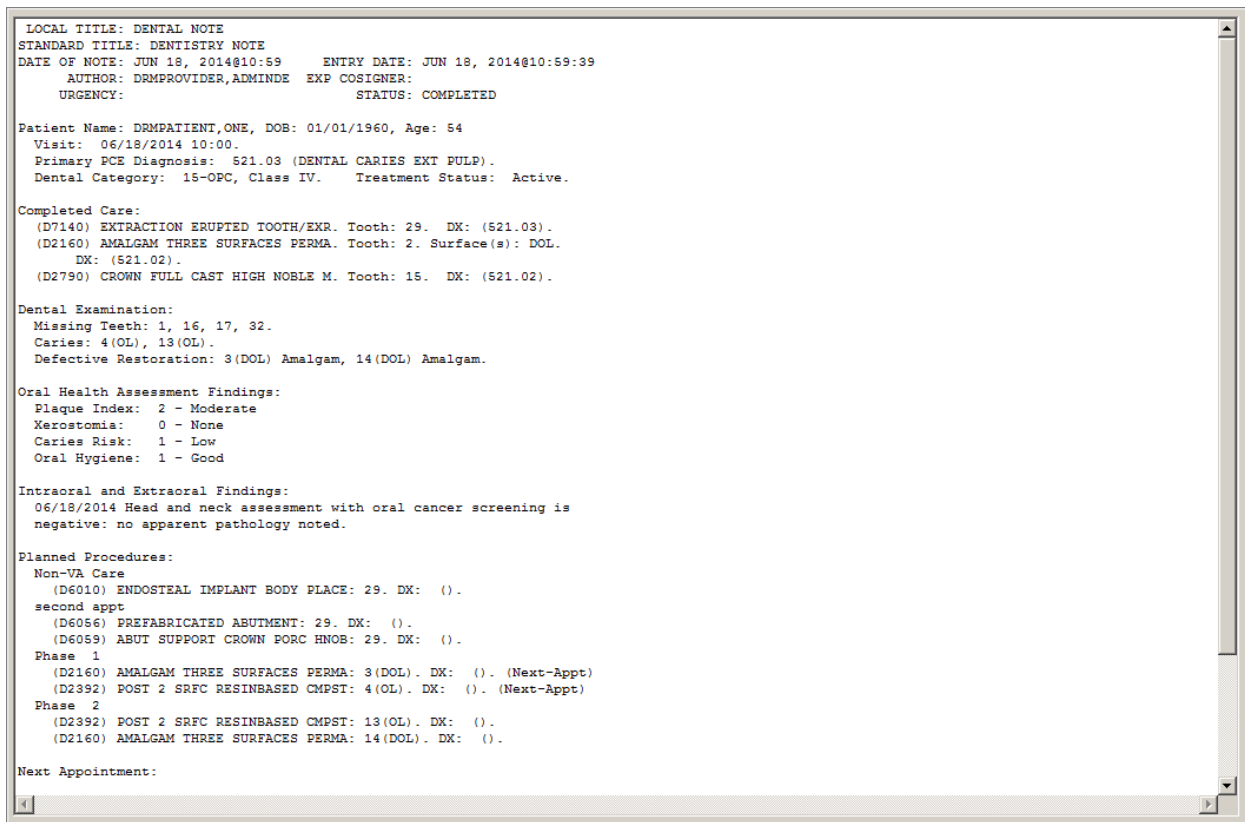 LOCAL TITLE: DENTAL NOTE
STANDARD TITLE: DENTISTRY NOTE
DATE OF NOTE: JUN 18, 2014@10:59     ENTRY DATE: JUN 18, 2014@10:59:39
AUTHOR: DRMPROVIDER,ADMINDE  EXP COSIGNER:
URGENCY:                            STATUS: COMPLETED
Patient Name: DRMPATIENT,ONE, DOB: 01/01/1960, Age: 54
Visit:  06/18/2014 10:00.
Primary PCE Diagnosis:  521.03 (DENTAL CARIES EXT PULP).
Dental Category:  15-OPC, Class IV.    Treatment Status:  Active.
Completed Care:
(D7140) EXTRACTION ERUPTED TOOTH/EXR. Tooth: 29.  DX: (521.03).
(D2160) AMALGAM THREE SURFACES PERMA. Tooth: 2. Surface(s): DOL.
DX: (521.02).
(D2790) CROWN FULL CAST HIGH NOBLE M. Tooth: 15.  DX: (521.02).
Dental Examination:
Missing Teeth: 1, 16, 17, 32.
Caries: 4(OL), 13(OL).
Defective Restoration: 3(DOL) Amalgam, 14(DOL) Amalgam.
Oral Health Assessment Findings:
Plaque Index:  2 - Moderate
Xerostomia:    0 - None
Caries Risk:   1 - Low
Oral Hygiene:  1 - Good
Intraoral and Extraoral Findings:
06/18/2014 Head and neck assessment with oral cancer screening is
negative: no apparent pathology noted.
Planned Procedures:
Non-VA Care
(D6010) ENDOSTEAL IMPLANT BODY PLACE: 29. DX:  ().
second appt
(D6056) PREFABRICATED ABUTMENT: 29. DX:  ().
(D6059) ABUT SUPPORT CROWN PORC HNOB: 29. DX:  ().
Phase  1
(D2160) AMALGAM THREE SURFACES PERMA: 3(DOL). DX:  (). (Next-Appt)
(D2392) POST 2 SRFC RESINBASED CMPST: 4(OL). DX:  (). (Next-Appt)
Phase  2
(D2392) POST 2 SRFC RESINBASED CMPST: 13(OL). DX:  ().
(D2160) AMALGAM THREE SURFACES PERMA: 14(DOL). DX:  ().
Next Appointment: